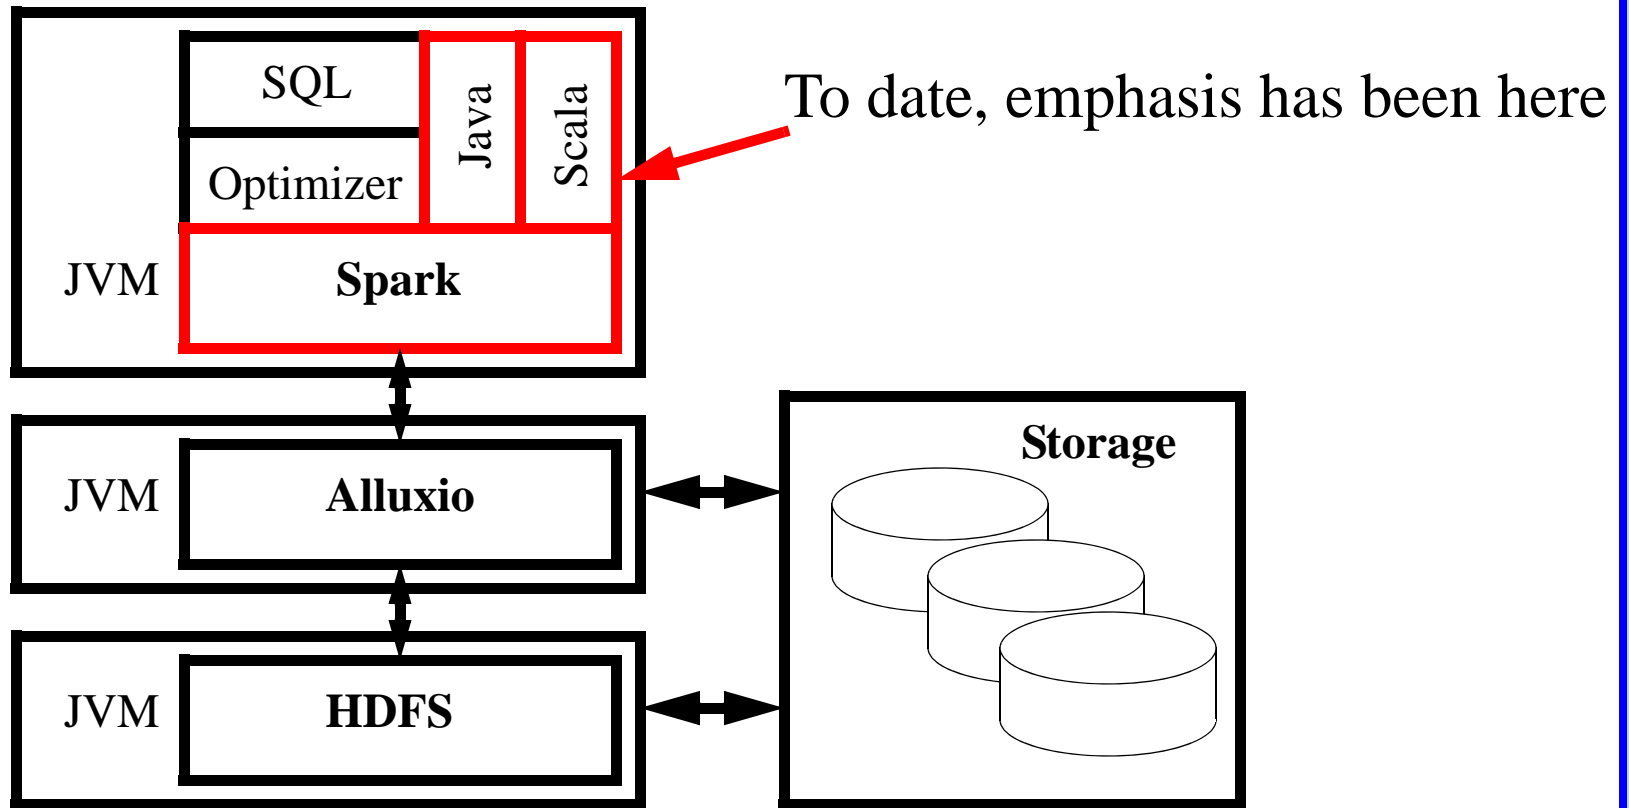 SQL
Java
Scala
To date, emphasis has been here
Optimizer
JVM
Spark
Storage
JVM
Alluxio
JVM
HDFS